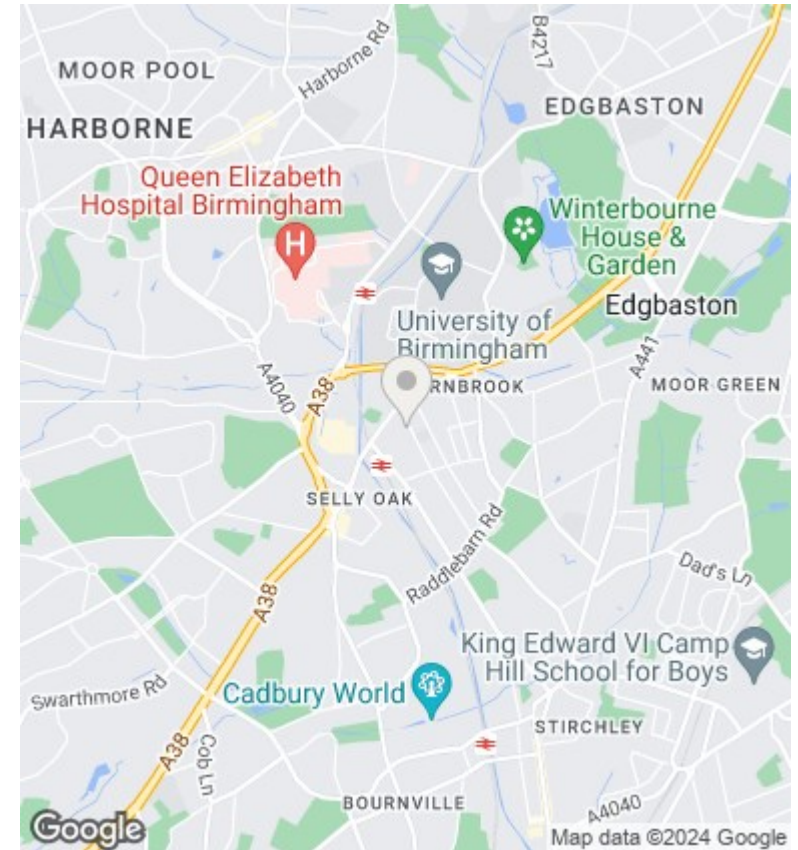 B4217
MOOR POOL
Harborne Rd
EDGBASTON
HARBORNE
Queen Elizabeth
Hospital Birmingham
H
Winterbourne
House &
Garden
Edgbaston
University of
Birmingham
A4040
A38
RNBROOK
A441
MOOR GREEN
SELLY OAK
Raddlebarn Rd
Dad's Ln
A38
King Edward VI Camp
Hill School for Boys
Swarthmore Rd
Cadbury World
STIRCHLEY
A38
Cob Ln
BOURNVILLE
A4040
Google
Map data ©2024 Google